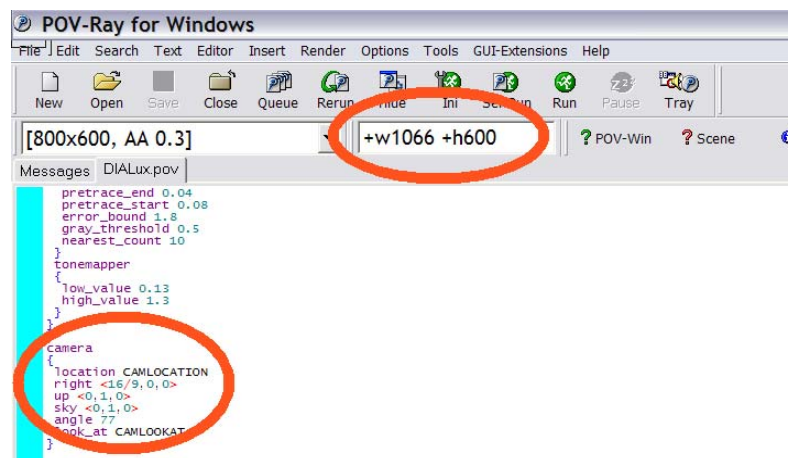 POV-Ray for Windows
File Edit Search Text Editor Insert Render Options Tools GUI-Extensions Help
New Open Save Close Queue Rerun Hide Ini Sel-Run Run Pause Tray
[800x600, AA 0.3] +w1066 +h600 ? POV-Win ? Scene
Messages DIALux.pov
pretrace_end 0.04
pretrace_start 0.08
error_bound 1.8
gray_threshold 0.5
nearest_count 10
}
tonemapper
{
low_value 0.13
high_value 1.3
}
}
camera
{
location CAMLOCATION
right <16/9,0,0>
up <0,1,0>
sky <0,1,0>
angle 77
look_at CAMLOOKAT
}